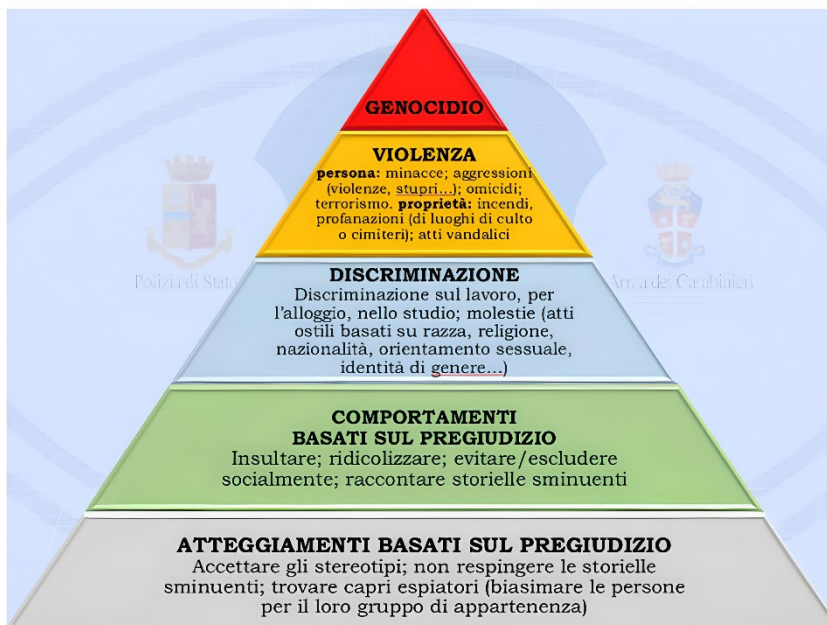 GENOCIDIO
VIOLENZA
persona: minacce; aggressioni
(violenze, stupri...); omicidi;
terrorismo. proprietà: incendi,
profanazioni (di luoghi di culto
o cimiteri); atti vandalici
Polizia di Stato
Arma dei Carabinieri
DISCRIMINAZIONE
Discriminazione sul lavoro, per
l'alloggio, nello studio; molestie (atti
ostili basati su razza, religione,
nazionalità, orientamento sessuale,
identità di genere...)
COMPORTAMENTI
BASATI SUL PREGIUDIZIO
Insultare; ridicolizzare; evitare/escludere
socialmente; raccontare storielle sminuenti
ATTEGGIAMENTI BASATI SUL PREGIUDIZIO
Accettare gli stereotipi; non respingere le storielle
sminuenti; trovare capri espiatori (biasimare le persone
per il loro gruppo di appartenenza)